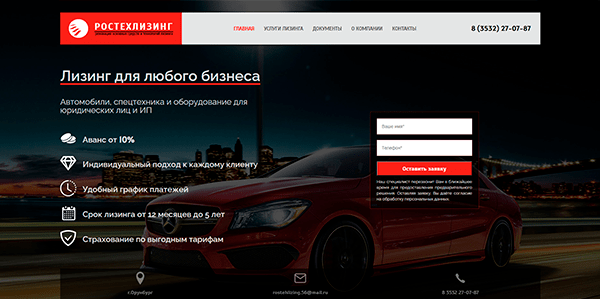 РОСТЕХЛИЗИНГ
ГЛАВНАЯ УСЛУГИ ЛИЗИНГА ДОКУМЕНТЫ О КОМПАНИИ КОНТАКТЫ
8 (3532) 27-07-87
Лизинг для любого бизнеса
Автомобили, спецтехника и оборудование для
юридических лиц и ИП
Аванс от 10%
Индивидуальный подход к каждому клиенту
Удобный график платежей
Срок лизинга от 12 месяцев до 5 лет
Страхование по выгодным тарифам
Ваше имя*
Телефон*
Оставить заявку
Наш специалист перезвонит Вам в ближайшее
время для предоставления предварительного
решения. Оставляя заявку, Вы даёте согласие
на обработку персональных данных.
г.Оренбург
rostehlizing.56@mail.ru
8 3532 27-07-87